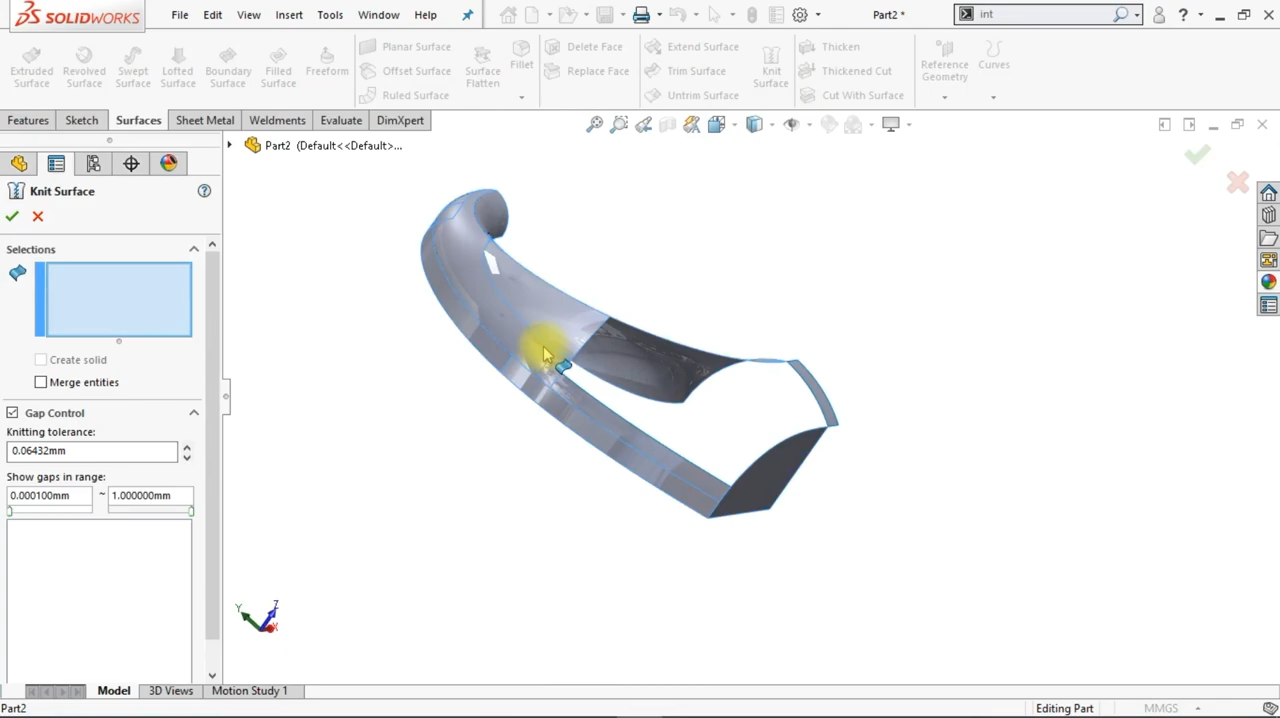 SOLIDWORKS File Edit View Insert Tools Window Help Part2 * int
Extruded Surface
Revolved Surface
Swept Surface
Lofted Surface
Boundary Surface
Filled Surface
Freeform
Planar Surface
Offset Surface
Ruled Surface
Surface Flatten
Fillet
Delete Face
Replace Face
Extend Surface
Trim Surface
Untrim Surface
Knit Surface
Thicken
Thickened Cut
Cut With Surface
Reference Geometry
Curves
Features Sketch Surfaces Sheet Metal Weldments Evaluate DimXpert
Part2 (Default<<Default>...
Knit Surface
Selections
Create solid
Merge entities
Gap Control
Knitting tolerance:
0.06432mm
Show gaps in range:
0.000100mm ~ 1.000000mm
Y Z X
Model 3D Views Motion Study 1
Part2 Editing Part MMGS